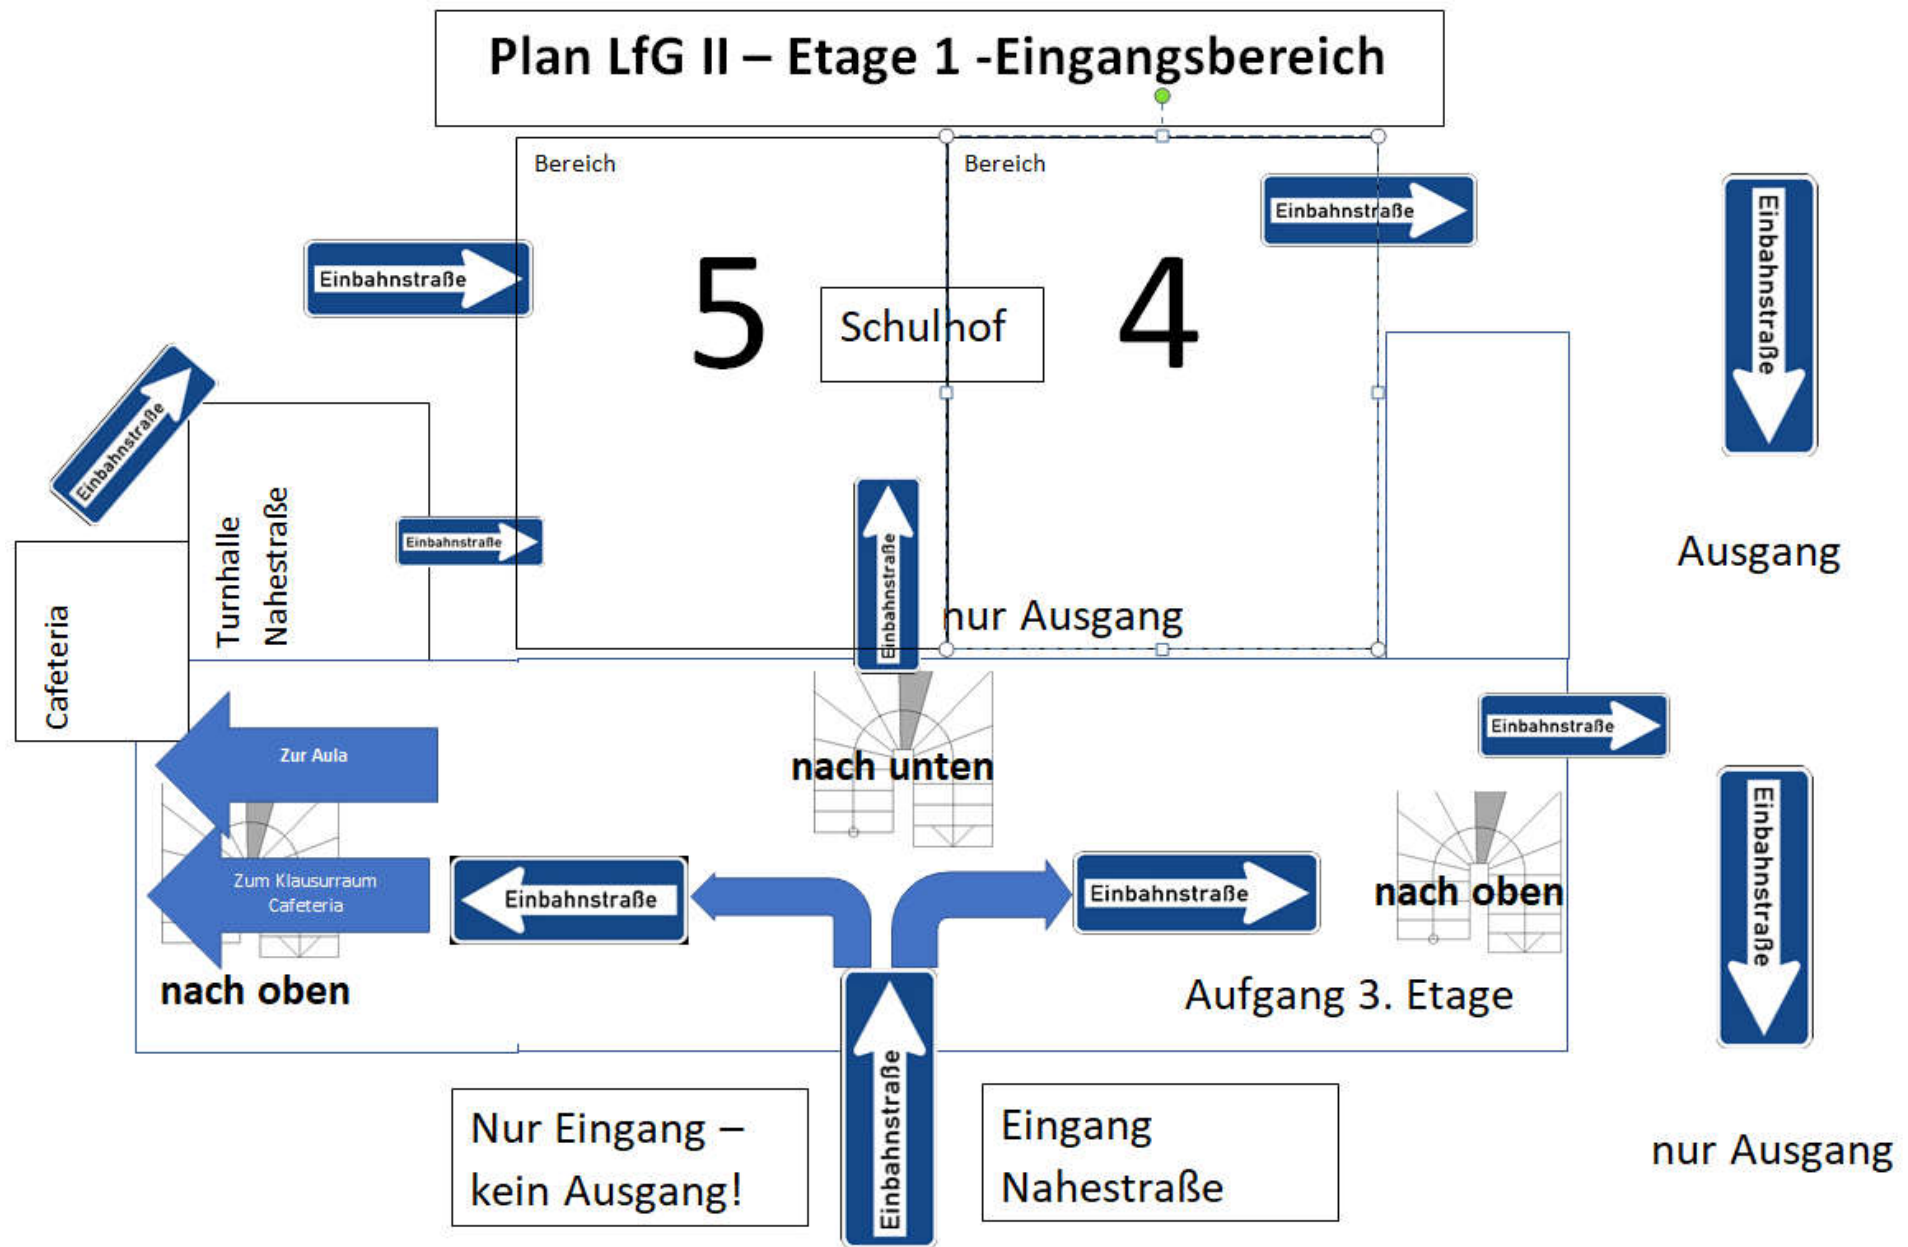 Plan LfG II – Etage 1 -Eingangsbereich
Bereich
Bereich
Einbahnstraße
Einbahnstraße
Einbahnstraße
5
Schulhof
4
Einbahnstraße
Turnhalle
Nahestraße
Einbahnstraße
Einbahnstraße
Ausgang
nur Ausgang
Cafeteria
Zur Aula
nach unten
Einbahnstraße
Einbahnstraße
Zum Klausurraum
Cafeteria
Einbahnstraße
Einbahnstraße
nach oben
nach oben
Aufgang 3. Etage
Einbahnstraße
Nur Eingang –
kein Ausgang!
Eingang
Nahestraße
nur Ausgang